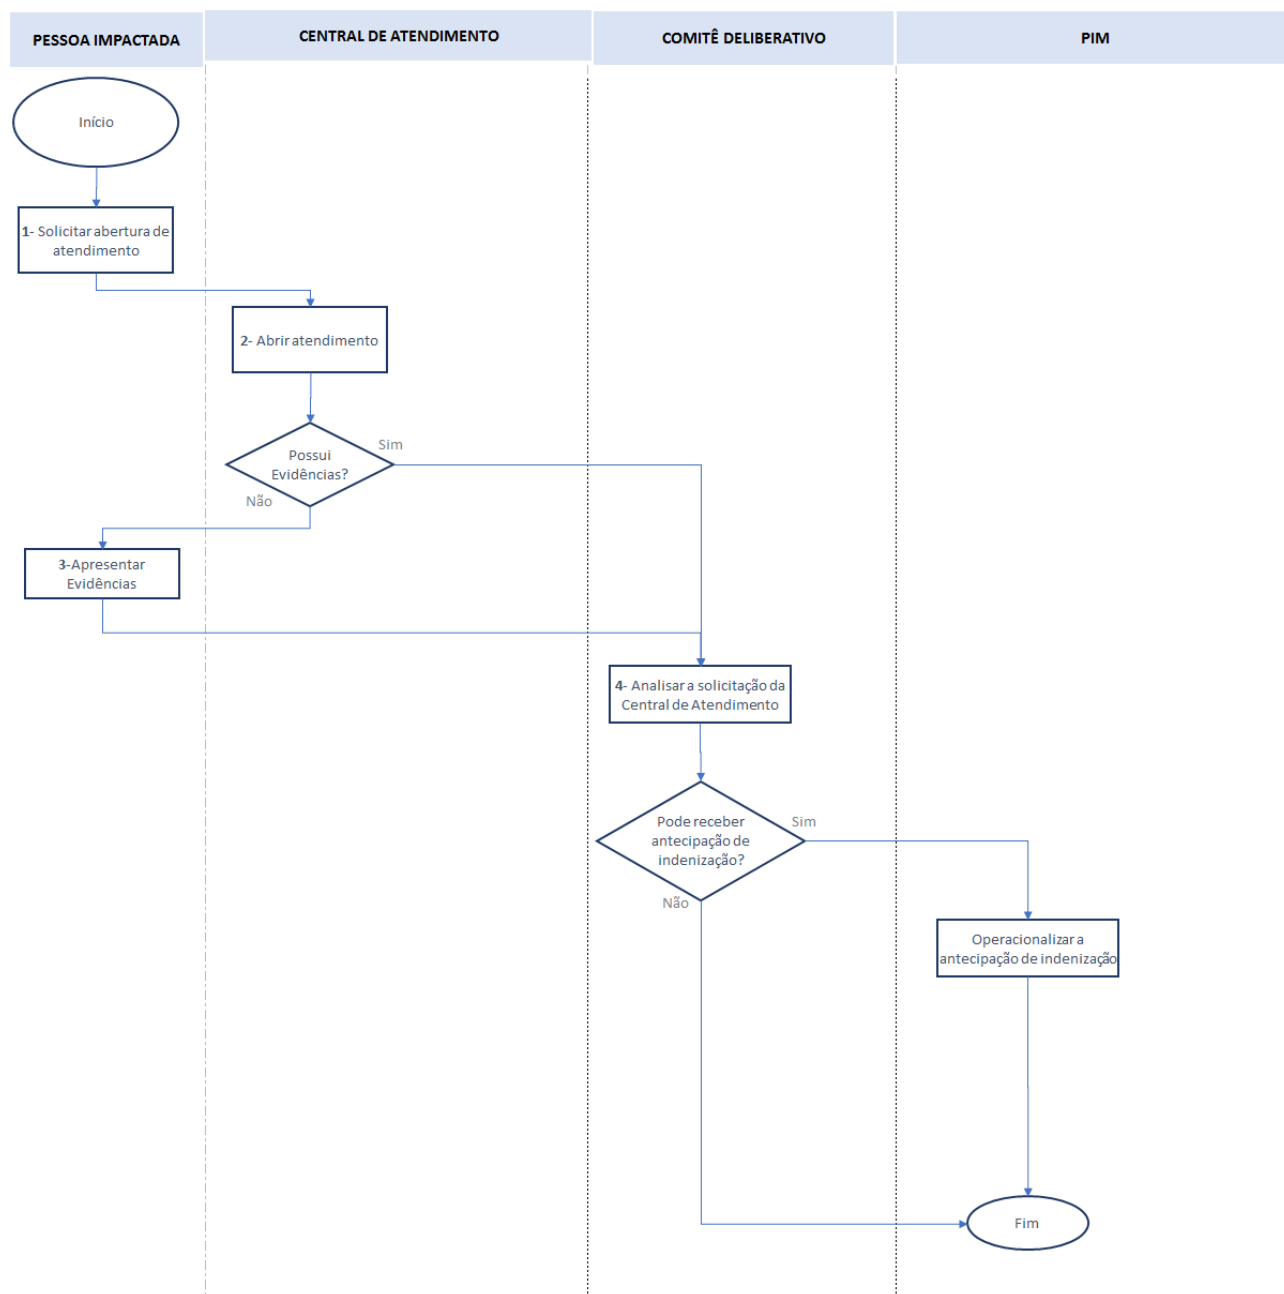 PESSOA IMPACTADA
CENTRAL DE ATENDIMENTO
COMITÊ DELIBERATIVO
PIM
Início
1- Solicitar abertura de
atendimento
2- Abrir atendimento
Possui
Evidências?
Sim
Não
3-Apresentar
Evidências
4- Analisar a solicitação da
Central de Atendimento
Pode receber
antecipação de
indenização?
Sim
Não
Operacionalizar a
antecipação de indenização
Fim